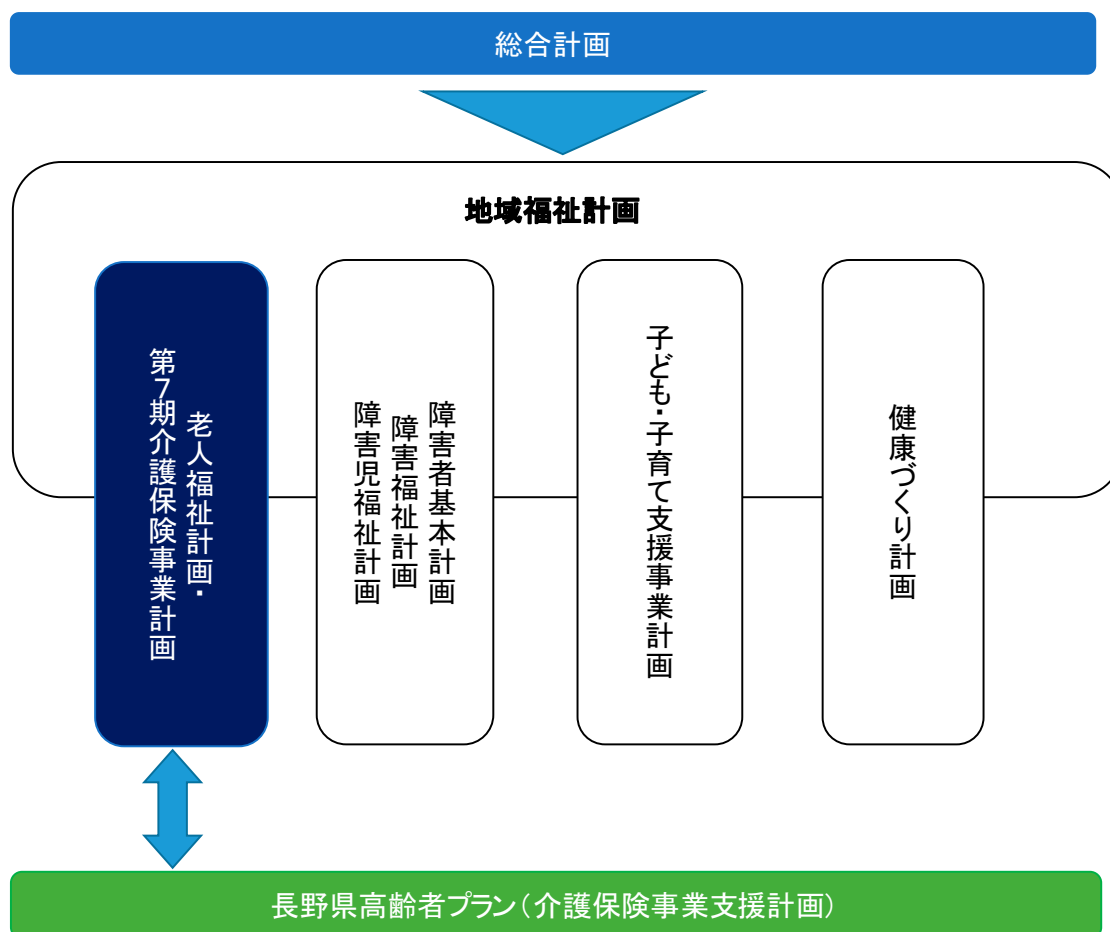 総合計画
地域福祉計画
老人福祉計画・
第７期介護保険事業計画
障害者基本計画
障害福祉計画
障害児福祉計画
子ども・子育て支援事業計画
健康づくり計画
長野県高齢者プラン（介護保険事業支援計画）